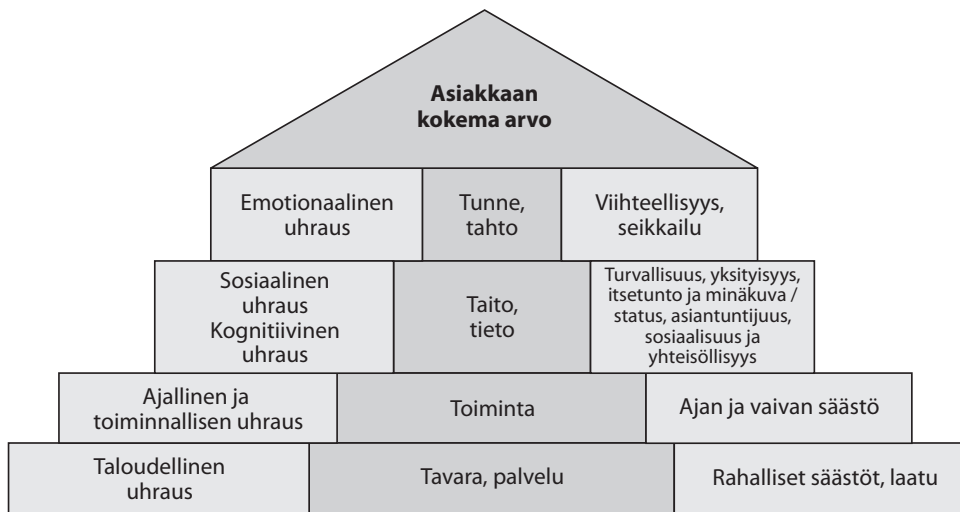 Asiakkaan
kokema arvo
Emotionaalinen
uhraus
Tunne,
tahto
Viihteellisyys,
seikkailu
Sosiaalinen
uhraus
Kognitiivinen
uhraus
Taito,
tieto
Turvallisuus, yksityisyys,
itsetunto ja minäkuva /
status, asiantuntijuus,
sosiaalisuus ja
yhteisöllisyys
Ajallinen ja
toiminnallisen uhraus
Toiminta
Ajan ja vaivan säästö
Taloudellinen
uhraus
Tavara, palvelu
Rahalliset säästöt, laatu